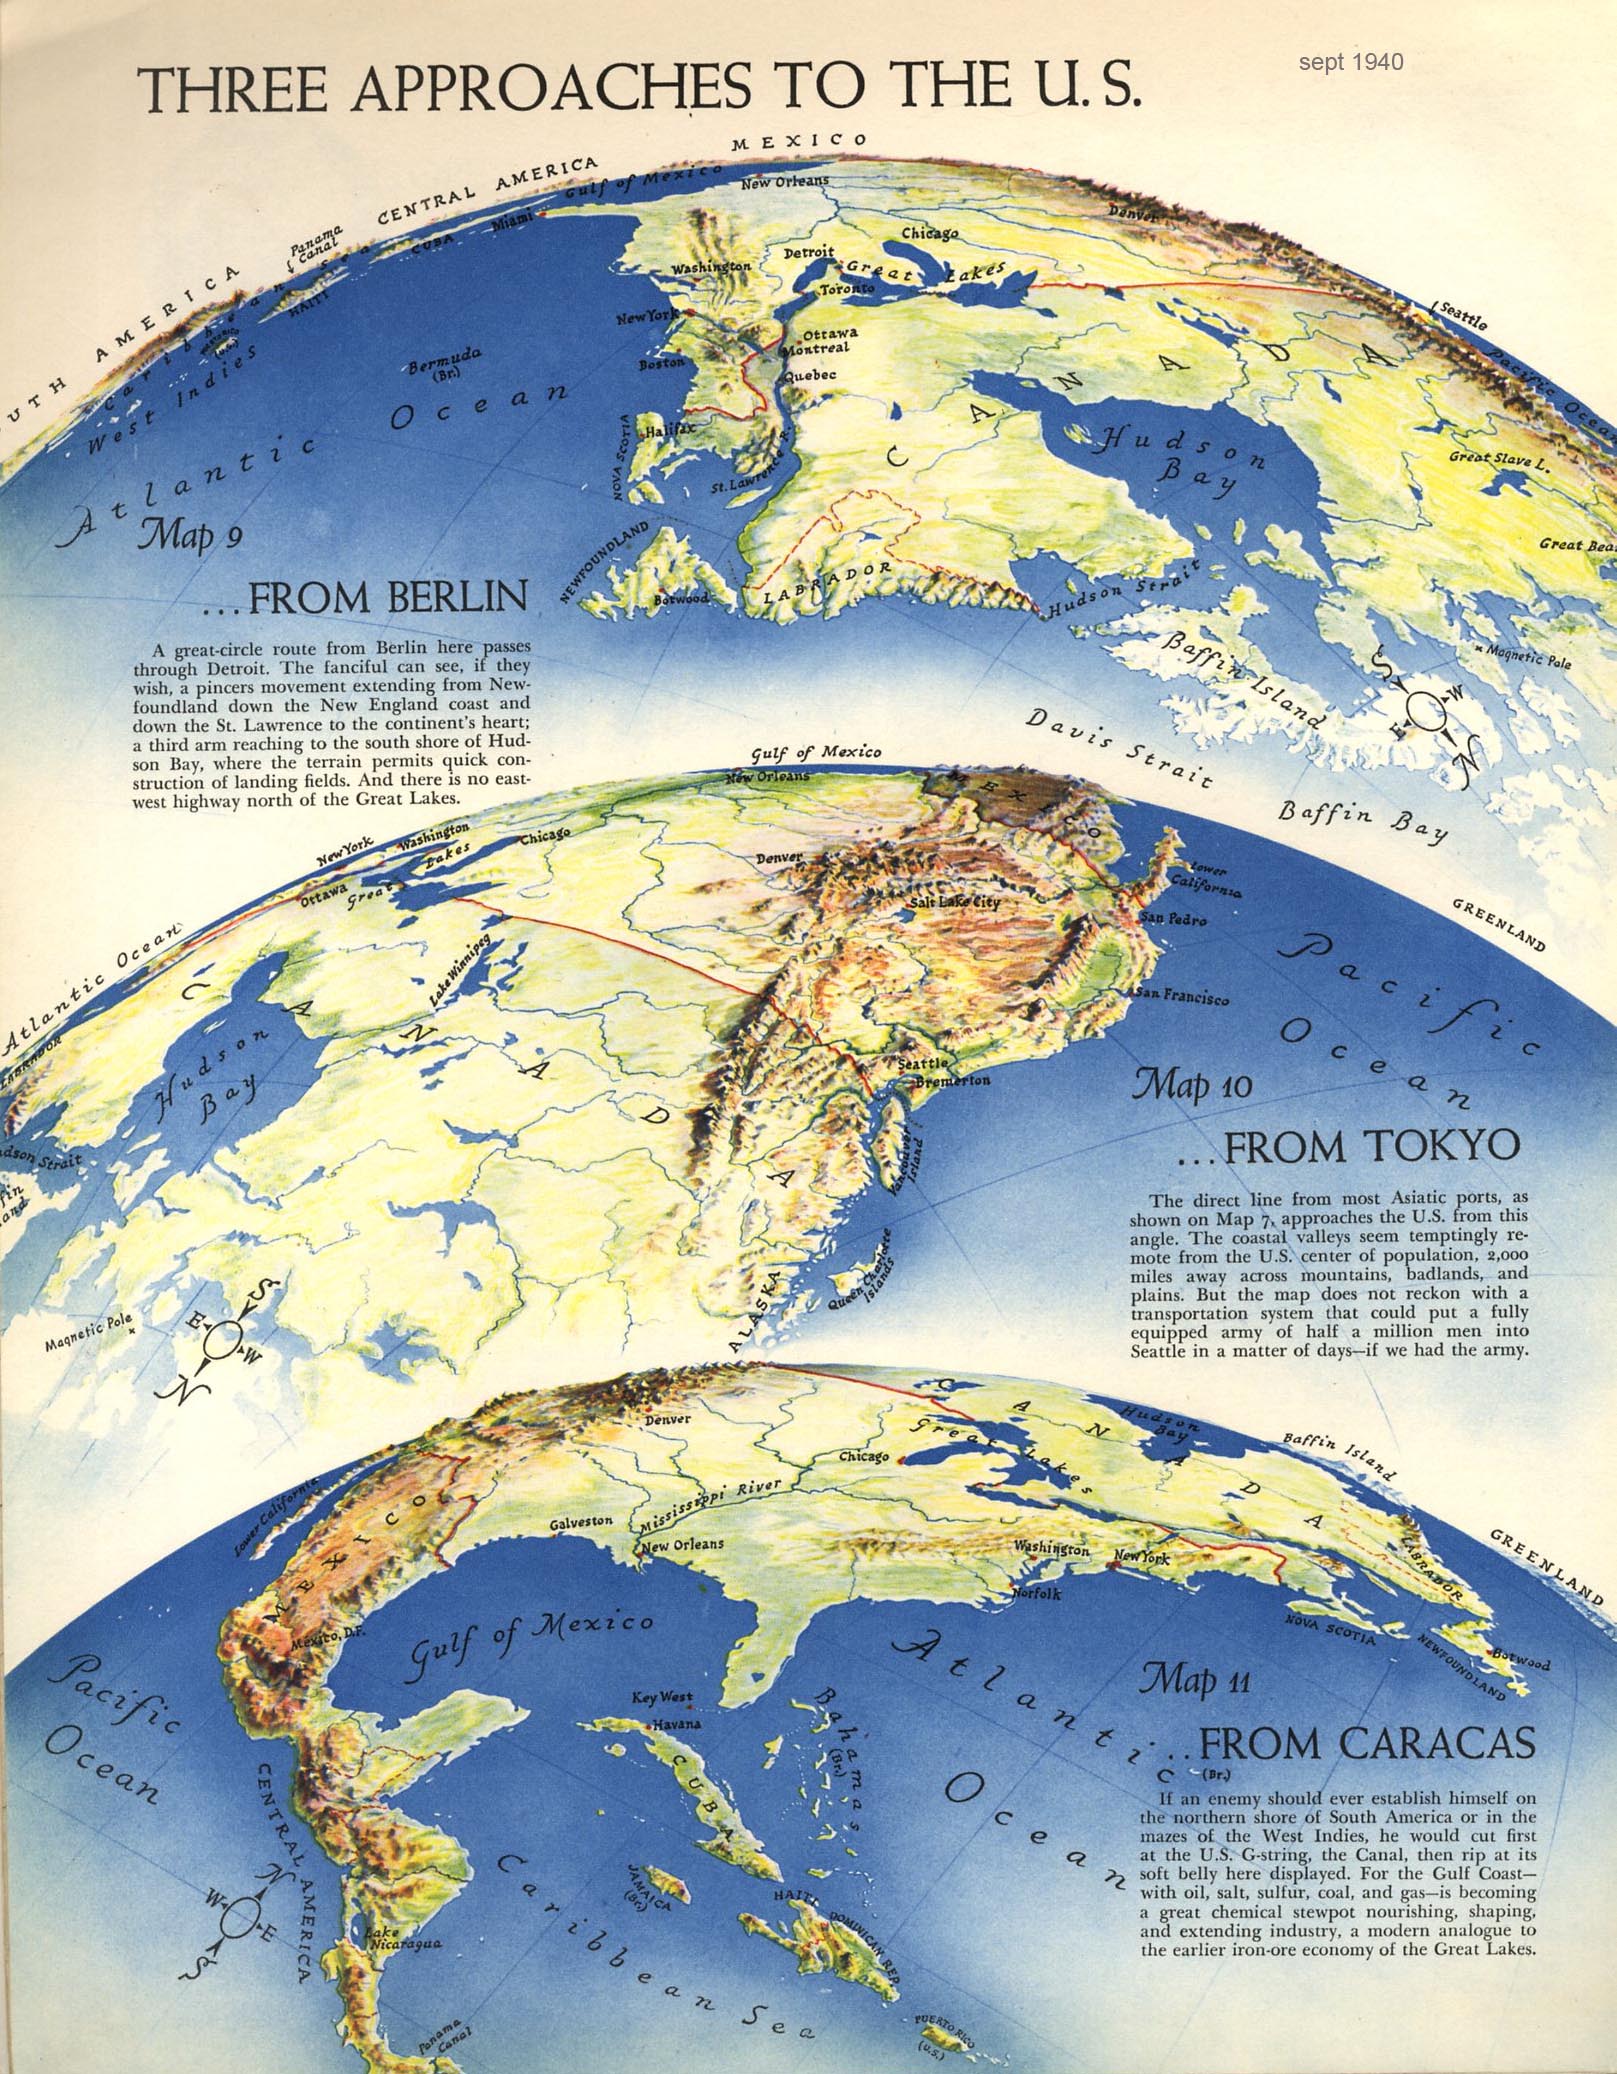 THREE APPROACHES TO THE U.S.
sept 1940
MEXICO
CENTRAL AMERICA
Gulf of Mexico
New Orleans
Miami
CUBA
Panama
Canal
HAITI
Caribbean Sea
West Indies
Denver
Chicago
Detroit
Great Lakes
Washington
Toronto
Seattle
New York
Ottawa
Montreal
Boston
Quebec
Bermuda
(Br.)
Atlantic Ocean
Pacific Ocean
CANADA
Halifax
NOVA SCOTIA
St. Lawrence R.
Hudson
Bay
Great Slave L.
NEWFOUNDLAND
Botwood
LABRADOR
Hudson Strait
Baffin Island
Magnetic Pole
S
W
E
N
Davis Strait
Baffin Bay
GREENLAND
Map 9
...FROM BERLIN
A great-circle route from Berlin here passes
through Detroit. The fanciful can see, if they
wish, a pincers movement extending from New-
foundland down the New England coast and
down the St. Lawrence to the continent's heart;
a third arm reaching to the south shore of Hud-
son Bay, where the terrain permits quick con-
struction of landing fields. And there is no east-
west highway north of the Great Lakes.
Gulf of Mexico
New Orleans
MEXICO
New York
Washington
Chicago
Great Lakes
Ottawa
Denver
Lower
California
Salt Lake City
San Pedro
San Francisco
Atlantic Ocean
LABRADOR
CANADA
Lake Winnipeg
Hudson
Bay
Seattle
Bremerton
Vancouver
Island
Queen Charlotte
Islands
ALASKA
Magnetic Pole
S
E
W
N
Pacific
Ocean
Map 10
...FROM TOKYO
The direct line from most Asiatic ports, as
shown on Map 7, approaches the U.S. from this
angle. The coastal valleys seem temptingly re-
mote from the U.S. center of population, 2,000
miles away across mountains, badlands, and
plains. But the map does not reckon with a
transportation system that could put a fully
equipped army of half a million men into
Seattle in a matter of days—if we had the army.
Denver
CANADA
Great Lakes
Hudson
Bay
Baffin Island
GREENLAND
Chicago
Lower California
MEXICO
Galveston
Mississippi River
New Orleans
Washington
New York
Norfolk
LABRADOR
NOVA SCOTIA
NEWFOUNDLAND
Botwood
Mexico, D.F.
Gulf of Mexico
Pacific
Ocean
Key West
Havana
CUBA
Bahamas
(Br.)
Atlantic
Ocean
CENTRAL AMERICA
N
W
E
S
JAMAICA
(Br.)
HAITI
DOMINICAN REP.
Lake
Nicaragua
Caribbean Sea
Panama
Canal
PUERTO RICO
(U.S.)
Map 11
...FROM CARACAS
(Br.)
If an enemy should ever establish himself on
the northern shore of South America or in the
mazes of the West Indies, he would cut first
at the U.S. G-string, the Canal, then rip at its
soft belly here displayed. For the Gulf Coast—
with oil, salt, sulfur, coal, and gas—is becoming
a great chemical stewpot nourishing, shaping,
and extending industry, a modern analogue to
the earlier iron-ore economy of the Great Lakes.